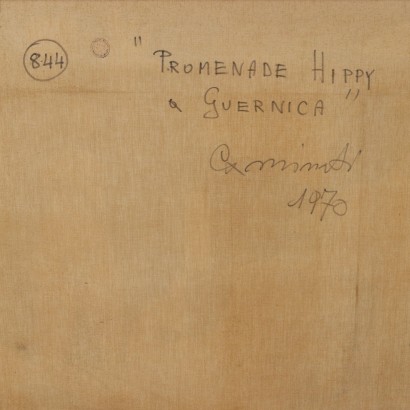 844
" PROMENADE HIPPY
a GUERNICA "
1970